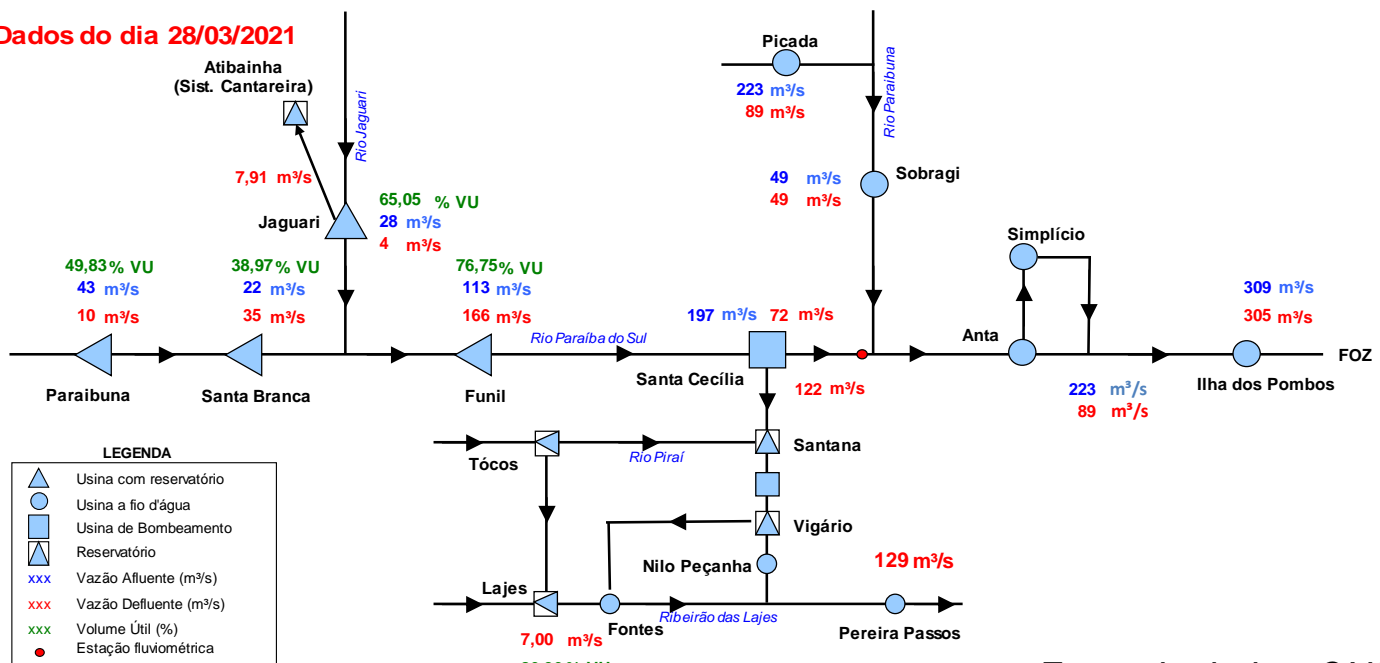 Dados do dia 28/03/2021
Atibainha
(Sist. Cantareira)
Rio Jaguari
7,91 m³/s
Jaguari
65,05 % VU
28 m³/s
4 m³/s
Picada
223 m³/s
89 m³/s
Rio Paraibuna
49 m³/s
49 m³/s
Sobragi
49,83% VU
43 m³/s
10 m³/s
Paraibuna
38,97% VU
22 m³/s
35 m³/s
Santa Branca
76,75% VU
113 m³/s
166 m³/s
Funil
Rio Paraíba do Sul
197 m³/s 72 m³/s
Santa Cecília
122 m³/s
Simplício
Anta
223 m³/s
89 m³/s
309 m³/s
305 m³/s
Ilha dos Pombos
FOZ
Tócos
Rio Piraí
Santana
Vigário
Nilo Peçanha
129 m³/s
Lajes
7,00 m³/s
Fontes
Ribeirão das Lajes
Pereira Passos
LEGENDA
Usina com reservatório
Usina a fio d'água
Usina de Bombeamento
Reservatório
xxx Vazão Afluente (m³/s)
xxx Vazão Defluente (m³/s)
xxx Volume Útil (%)
Estação fluviométrica